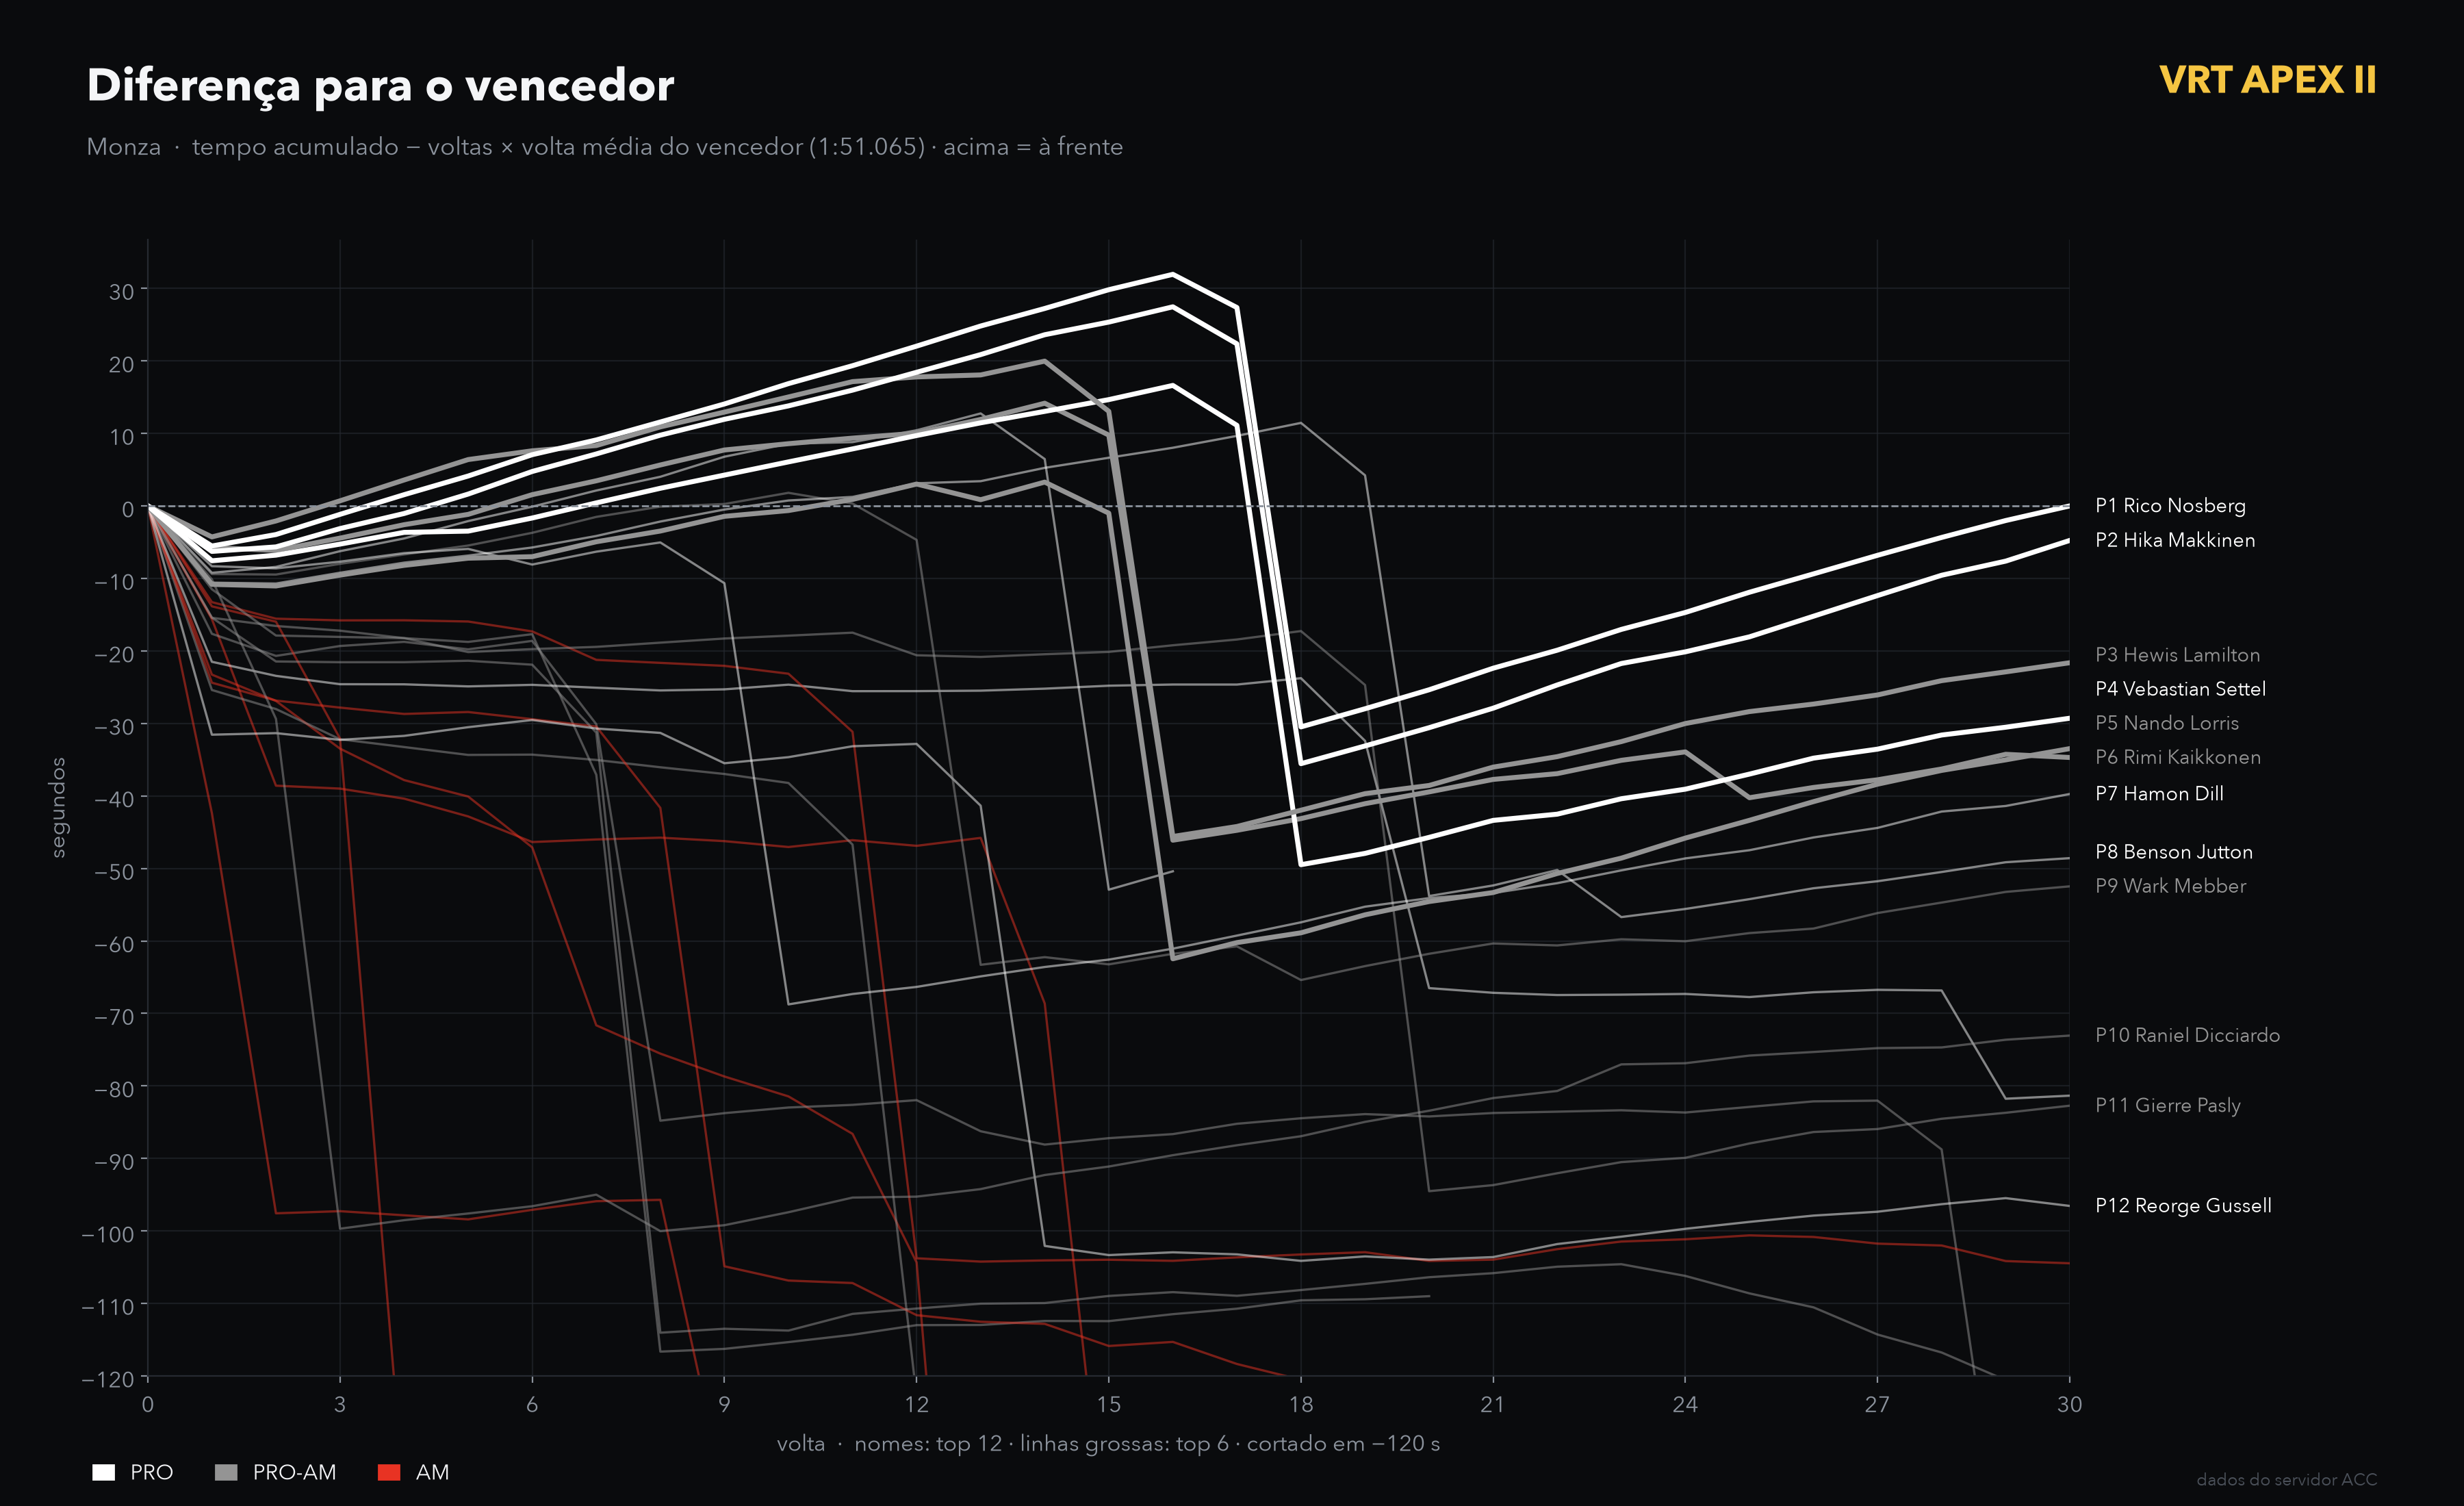 Diferença para o vencedor
VRT APEX II
Monza · tempo acumulado − voltas × volta média do vencedor (1:51.065) · acima = à frente
30
20
10
0
−10
−20
−30
−40
−50
−60
−70
−80
−90
−100
−110
−120
segundos
P1 Rico Nosberg
P2 Hika Makkinen
P3 Hewis Lamilton
P4 Vebastian Settel
P5 Nando Lorris
P6 Rimi Kaikkonen
P7 Hamon Dill
P8 Benson Jutton
P9 Wark Mebber
P10 Raniel Dicciardo
P11 Gierre Pasly
P12 Reorge Gussell
0 3 6 9 12 15 18 21 24 27 30
volta · nomes: top 12 · linhas grossas: top 6 · cortado em −120 s
PRO PRO-AM AM
dados do servidor ACC